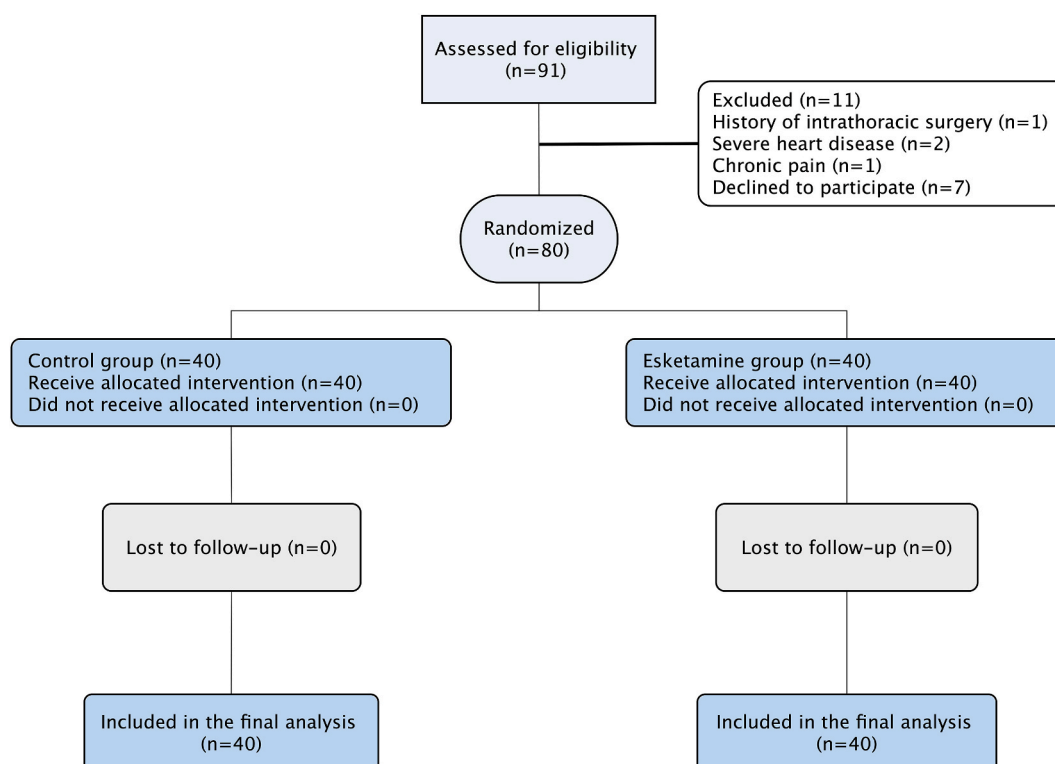 Assessed for eligibility
(n=91)
Excluded (n=11)
History of intrathoracic surgery (n=1)
Severe heart disease (n=2)
Chronic pain (n=1)
Declined to participate (n=7)
Randomized
(n=80)
Control group (n=40)
Receive allocated intervention (n=40)
Did not receive allocated intervention (n=0)
Esketamine group (n=40)
Receive allocated intervention (n=40)
Did not receive allocated intervention (n=0)
Lost to follow-up (n=0)
Lost to follow-up (n=0)
Included in the final analysis
(n=40)
Included in the final analysis
(n=40)